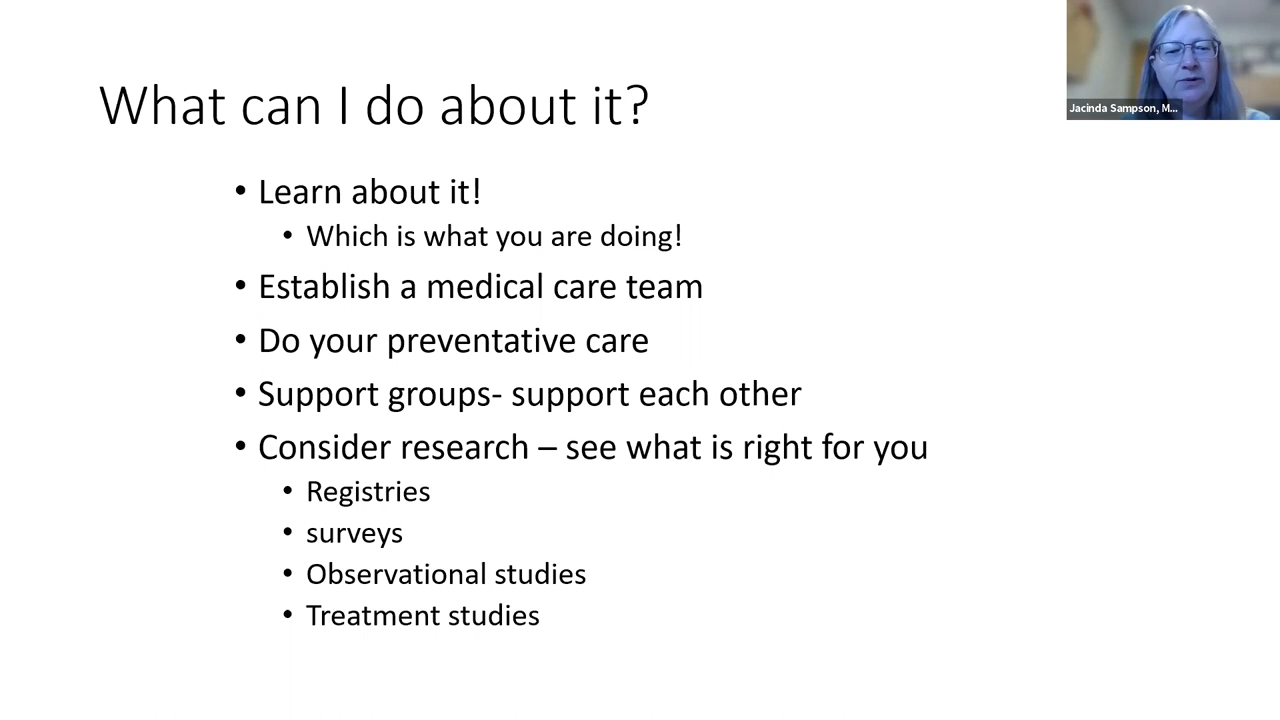 What can I do about it?
Jacinda Sampson, M...
• Learn about it!
• Which is what you are doing!
• Establish a medical care team
• Do your preventative care
• Support groups- support each other
• Consider research – see what is right for you
• Registries
• surveys
• Observational studies
• Treatment studies